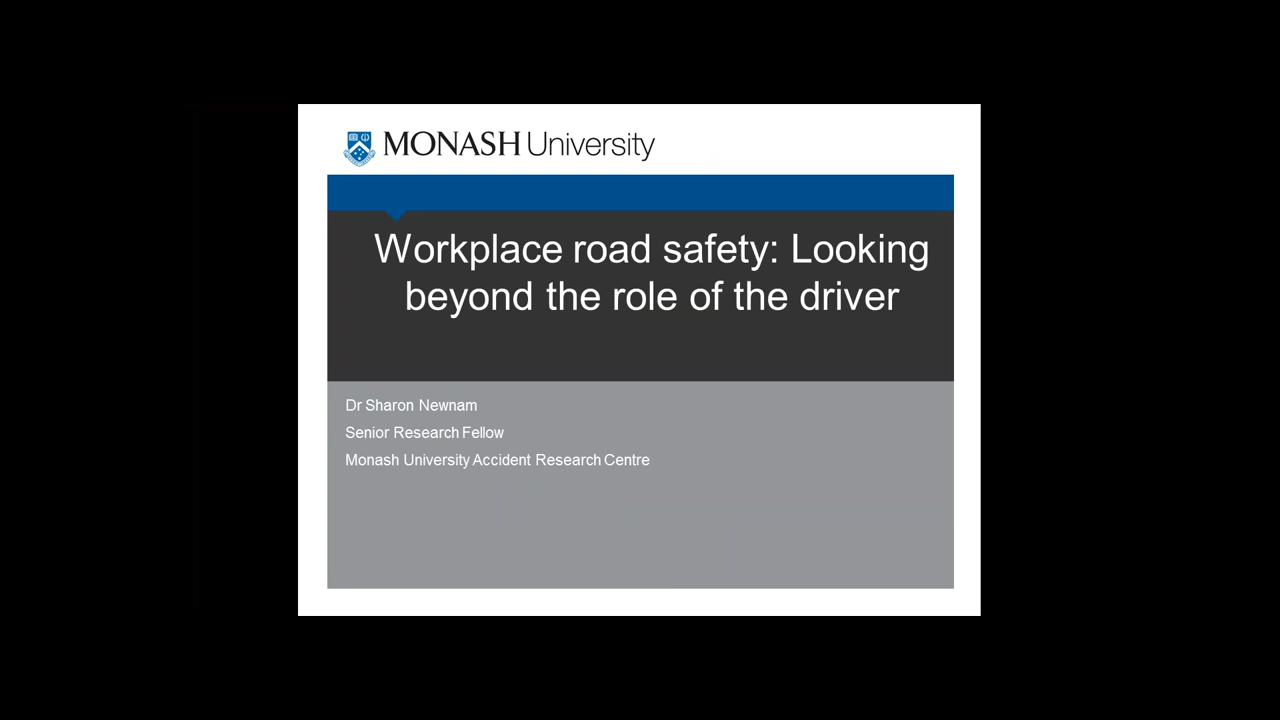 MONASH University
Workplace road safety: Looking
beyond the role of the driver
Dr Sharon Newnam
Senior Research Fellow
Monash University Accident Research Centre